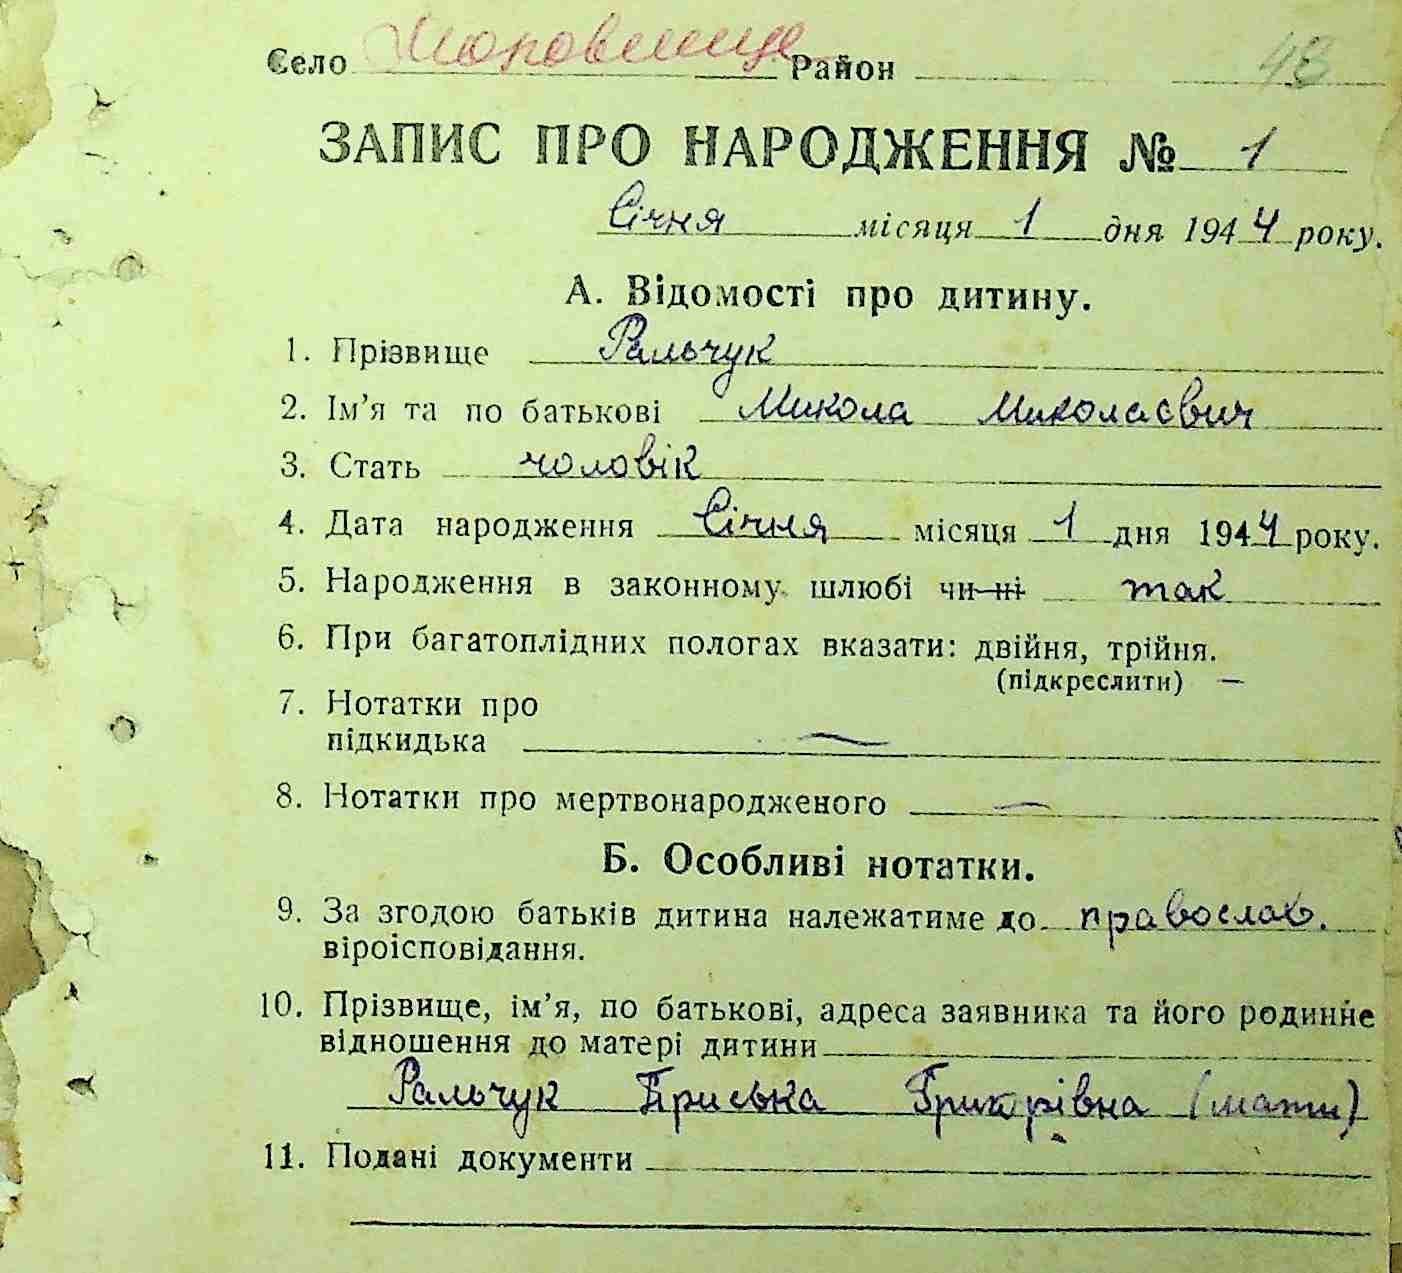 Село Топовище Район 48
ЗАПИС ПРО НАРОДЖЕННЯ № 1
Січня місяця 1 дня 1944 року.
А. Відомості про дитину.
1. Прізвище Ральчук
2. Ім’я та по батькові Микола Миколаєвич
3. Стать чоловік
4. Дата народження Січня місяця 1 дня 1944 року.
5. Народження в законному шлюбі чи ні так
6. При багатоплідних пологах вказати: двійня, трійня.
(підкреслити) —
7. Нотатки про
підкидька —
8. Нотатки про мертвонародженого —
Б. Особливі нотатки.
9. За згодою батьків дитина належатиме до православ.
віроісповідання.
10. Прізвище, ім’я, по батькові, адреса заявника та його родинне
відношення до матері дитини
Ральчук Приська Григорівна (мати)
11. Подані документи